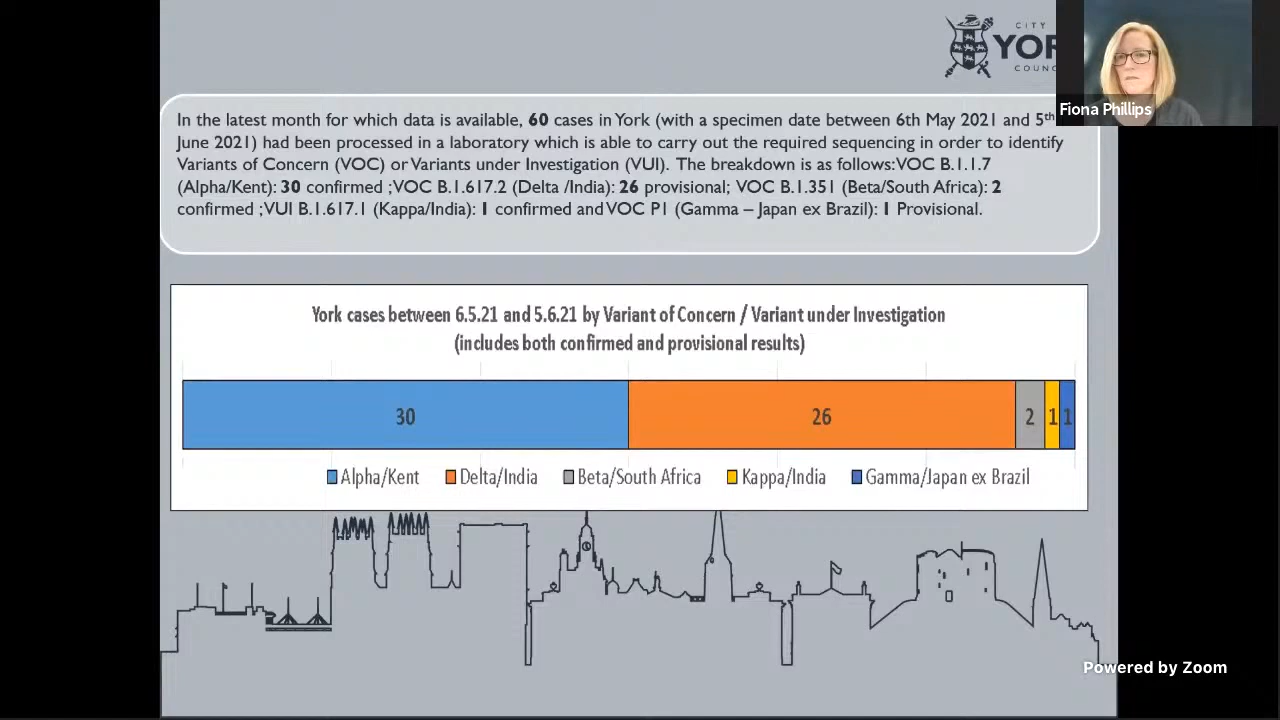 CITY
YOR
COUNC
Fiona Phillips
In the latest month for which data is available, 60 cases in York (with a specimen date between 6th May 2021 and 5th
June 2021) had been processed in a laboratory which is able to carry out the required sequencing in order to identify
Variants of Concern (VOC) or Variants under Investigation (VUI). The breakdown is as follows: VOC B.1.1.7
(Alpha/Kent): 30 confirmed ;VOC B.1.617.2 (Delta /India): 26 provisional; VOC B.1.351 (Beta/South Africa): 2
confirmed ;VUI B.1.617.1 (Kappa/India): 1 confirmed and VOC P1 (Gamma – Japan ex Brazil): 1 Provisional.
York cases between 6.5.21 and 5.6.21 by Variant of Concern / Variant under Investigation
(includes both confirmed and provisional results)
30 26 2 1 1
Alpha/Kent Delta/India Beta/South Africa Kappa/India Gamma/Japan ex Brazil
Powered by Zoom